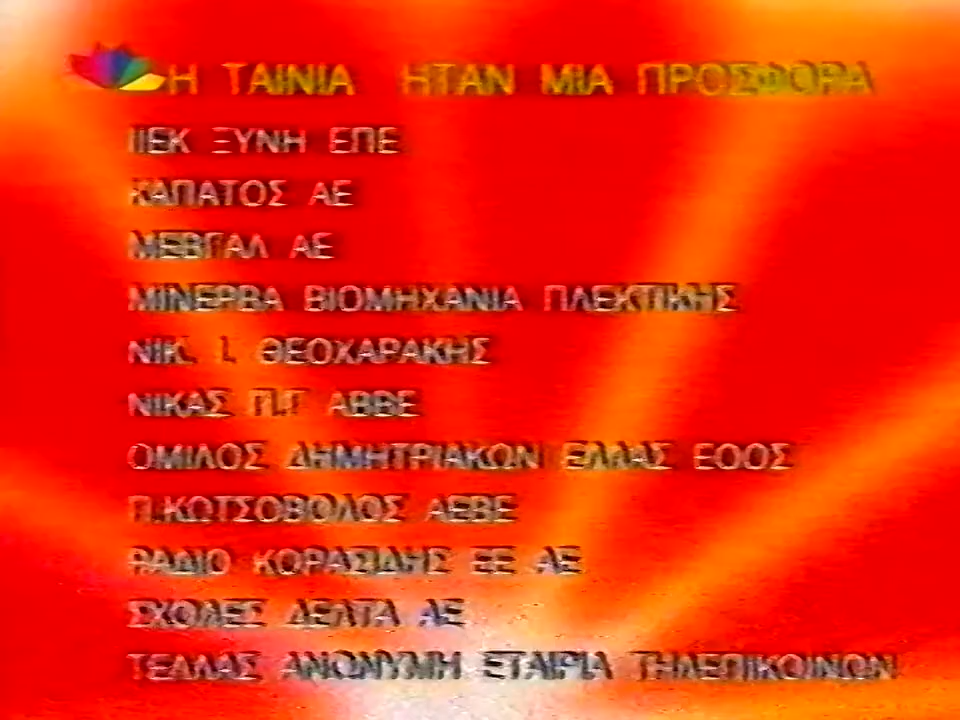 Η ΤΑΙΝΙΑ ΗΤΑΝ ΜΙΑ ΠΡΟΣΦΟΡΑ
ΙΕΚ ΞΥΝΗ ΕΠΕ
ΚΑΠΑΤΟΣ ΑΕ
ΜΕΒΓΑΛ ΑΕ
ΜΙΝΕΡΒΑ ΒΙΟΜΗΧΑΝΙΑ ΠΛΕΚΤΙΚΗΣ
ΝΙΚ. Ι. ΘΕΟΧΑΡΑΚΗΣ
ΝΙΚΑΣ Π.Γ ΑΒΒΕ
ΟΜΙΛΟΣ ΔΗΜΗΤΡΙΑΚΩΝ ΕΛΛΑΣ ΕΟΟΣ
Π.ΚΩΤΣΟΒΟΛΟΣ ΑΕΒΕ
ΡΑΔΙΟ ΚΟΡΑΣΙΔΗΣ ΕΕ ΑΕ
ΣΧΟΛΕΣ ΔΕΛΤΑ ΑΕ
ΤΕΛΛΑΣ ΑΝΩΝΥΜΗ ΕΤΑΙΡΙΑ ΤΗΛΕΠΙΚΟΙΝΩΝ